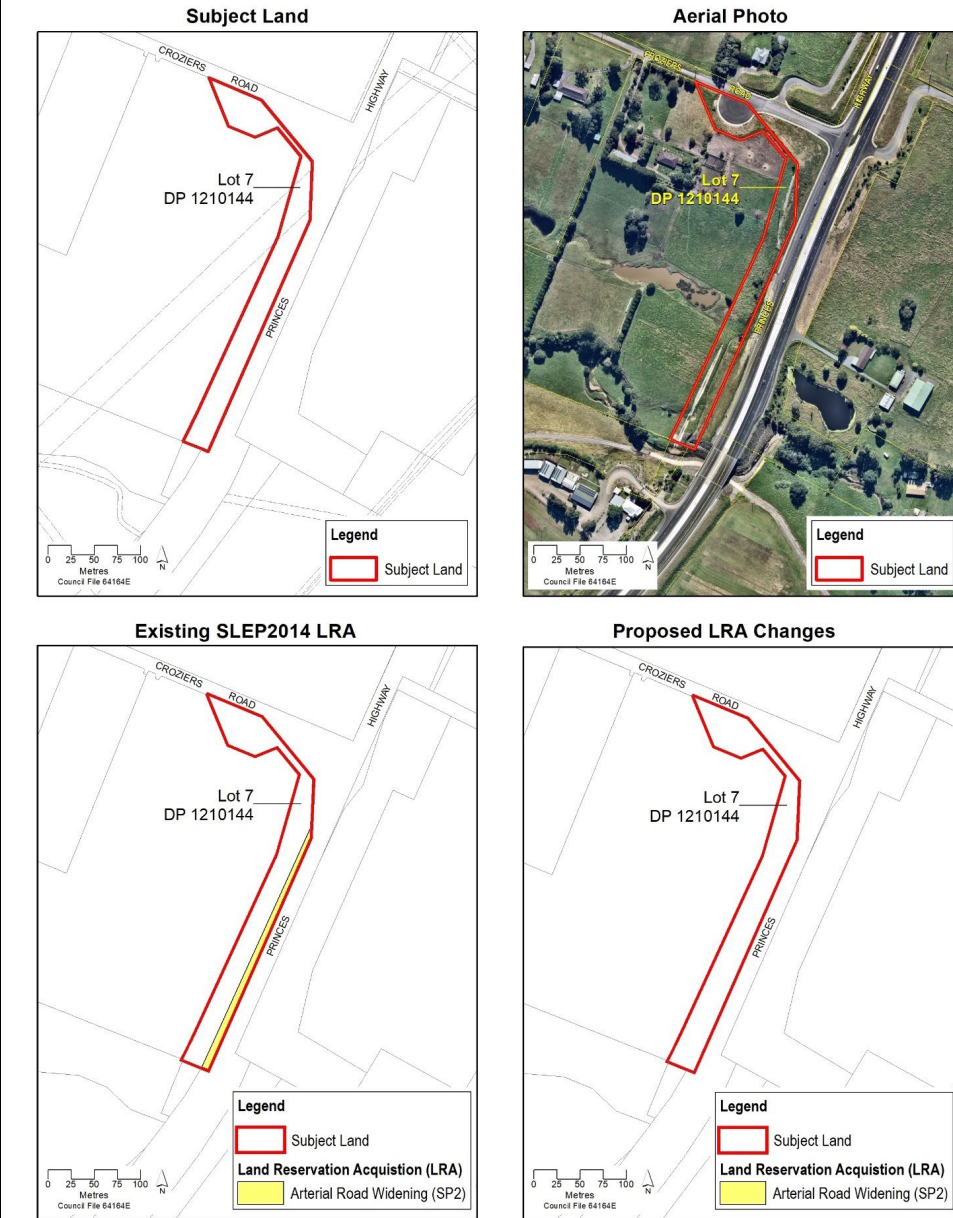 Subject Land
CROZIERS
ROAD
HIGHWAY
Lot 7
DP 1210144
PRINCES
0 25 50 75 100
Metres
N
Council File 64164E
Legend
Subject Land
Aerial Photo
CROZIERS
ROAD
HIGHWAY
Lot 7
DP 1210144
PRINCES
0 25 50 75 100
Metres
N
Council File 64164E
Legend
Subject Land
Existing SLEP2014 LRA
CROZIERS
ROAD
HIGHWAY
Lot 7
DP 1210144
PRINCES
0 25 50 75 100
Metres
N
Council File 64164E
Legend
Subject Land
Land Reservation Acquistion (LRA)
Arterial Road Widening (SP2)
Proposed LRA Changes
CROZIERS
ROAD
HIGHWAY
Lot 7
DP 1210144
PRINCES
0 25 50 75 100
Metres
N
Council File 64164E
Legend
Subject Land
Land Reservation Acquistion (LRA)
Arterial Road Widening (SP2)